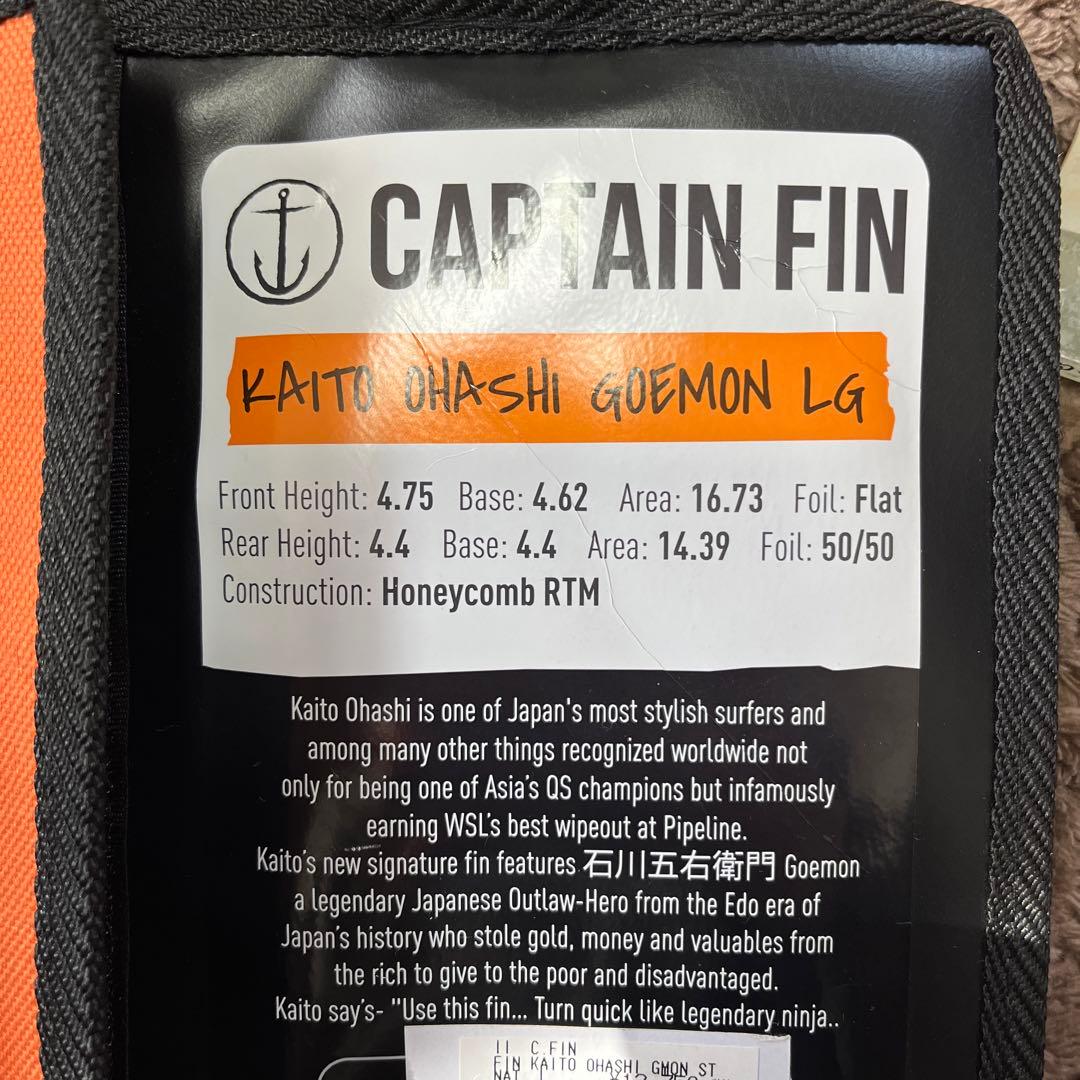 CAPTAIN FIN
KAITO OHASHI GOEMON LG
Front Height: 4.75 Base: 4.62 Area: 16.73 Foil: Flat
Rear Height: 4.4 Base: 4.4 Area: 14.39 Foil: 50/50
Construction: Honeycomb RTM
Kaito Ohashi is one of Japan's most stylish surfers and
among many other things recognized worldwide not
only for being one of Asia's QS champions but infamously
earning WSL's best wipeout at Pipeline.
Kaito's new signature fin features 石川五右衛門 Goemon
a legendary Japanese Outlaw-Hero from the Edo era of
Japan's history who stole gold, money and valuables from
the rich to give to the poor and disadvantaged.
Kaito say's- "Use this fin... Turn quick like legendary ninja..
II C.FIN
FIN KAITO OHASHI GMON ST
NAT L